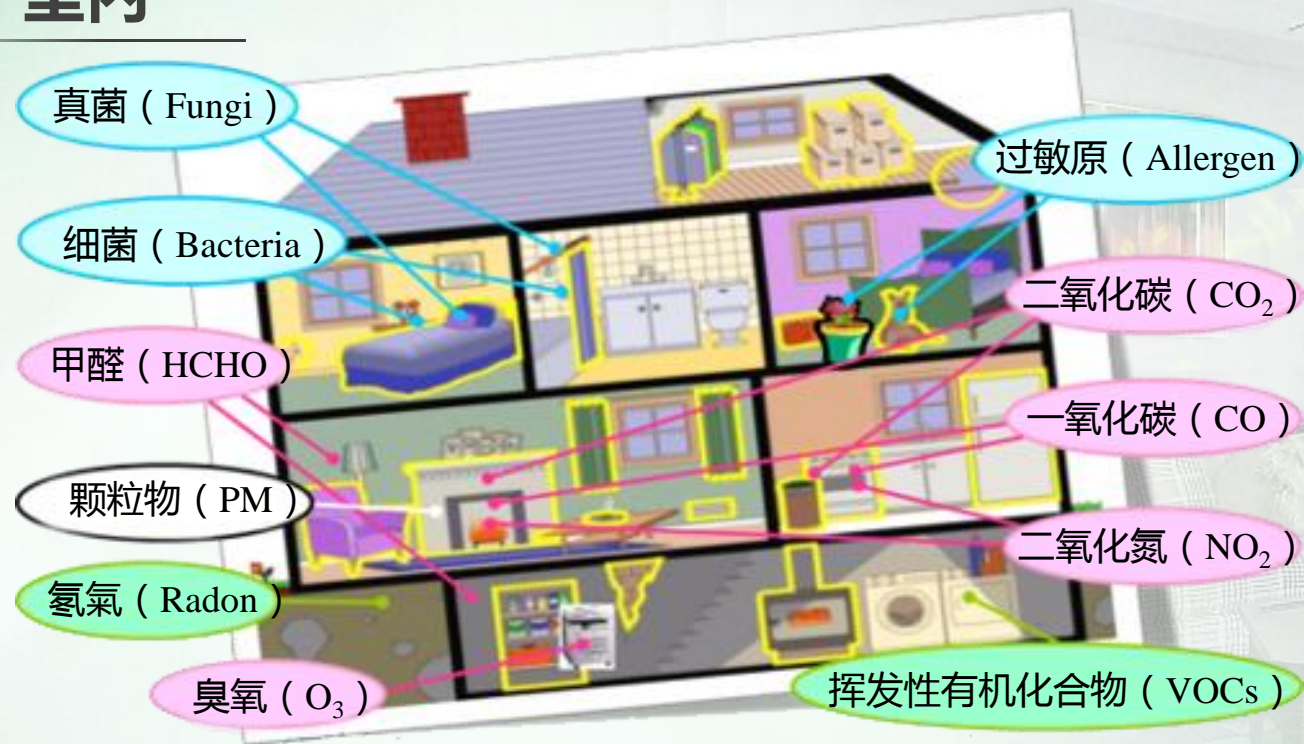 室内
真菌（Fungi）
细菌（Bacteria）
甲醛（HCHO）
颗粒物（PM）
氡氣（Radon）
臭氧（O₃）
过敏原（Allergen）
二氧化碳（CO₂）
一氧化碳（CO）
二氧化氮（NO₂）
挥发性有机化合物（VOCs）